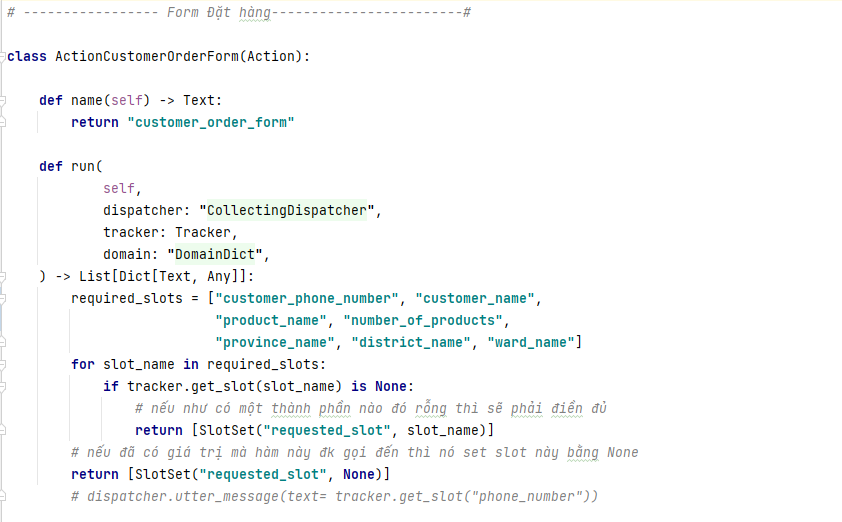 # ---------------- Form Đặt hàng-----------------------#
class ActionCustomerOrderForm(Action):
    def name(self) -> Text:
        return "customer_order_form"
    def run(
            self,
            dispatcher: "CollectingDispatcher",
            tracker: Tracker,
            domain: "DomainDict",
    ) -> List[Dict[Text, Any]]:
        required_slots = ["customer_phone_number", "customer_name",
                          "product_name", "number_of_products",
                          "province_name", "district_name", "ward_name"]
        for slot_name in required_slots:
            if tracker.get_slot(slot_name) is None:
                # nếu như có một thành phần nào đó rỗng thì sẽ phải điền đủ
                return [SlotSet("requested_slot", slot_name)]
        # nếu đã có giá trị mà hàm này đk gọi đến thì nó set slot này bằng None
        return [SlotSet("requested_slot", None)]
        # dispatcher.utter_message(text= tracker.get_slot("phone_number"))